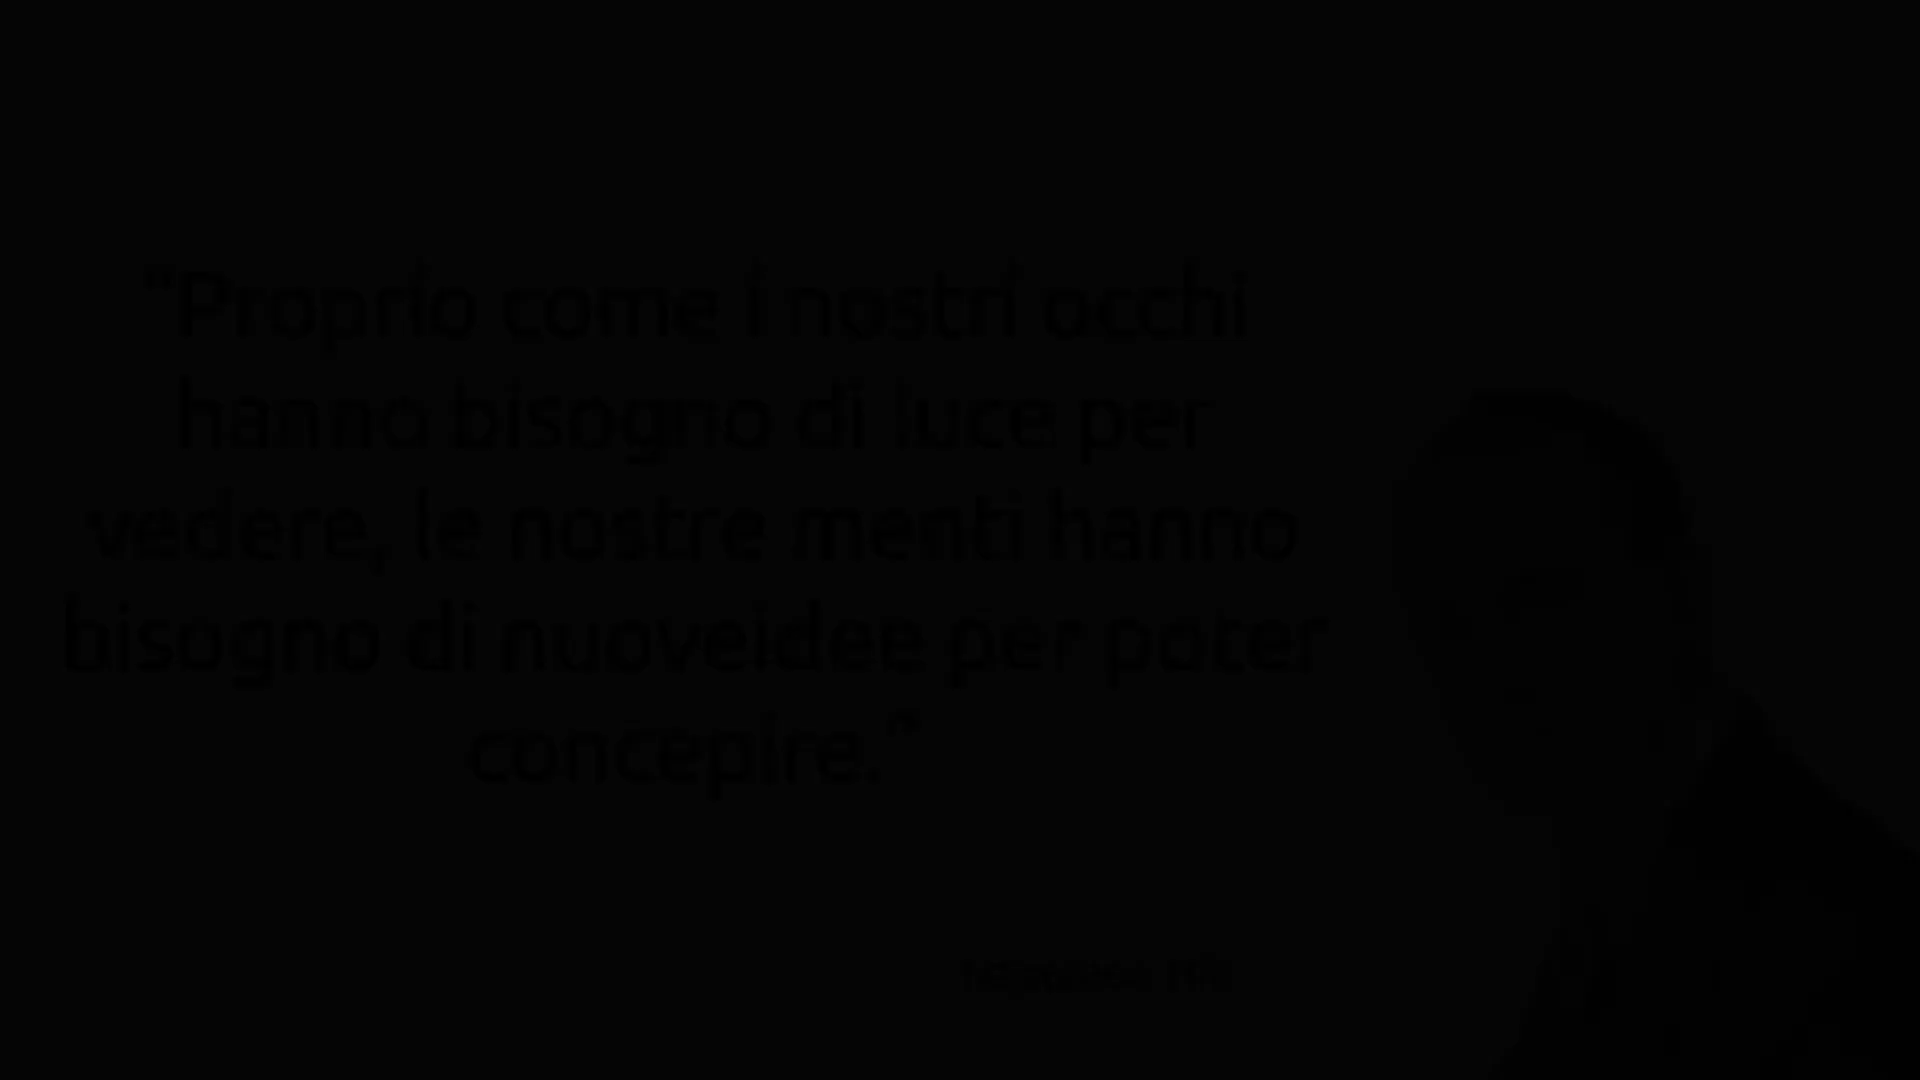 "Proprio come i nostri occhi
hanno bisogno di luce per
vedere, le nostre menti hanno
bisogno di nuoveidee per poter
concepire."